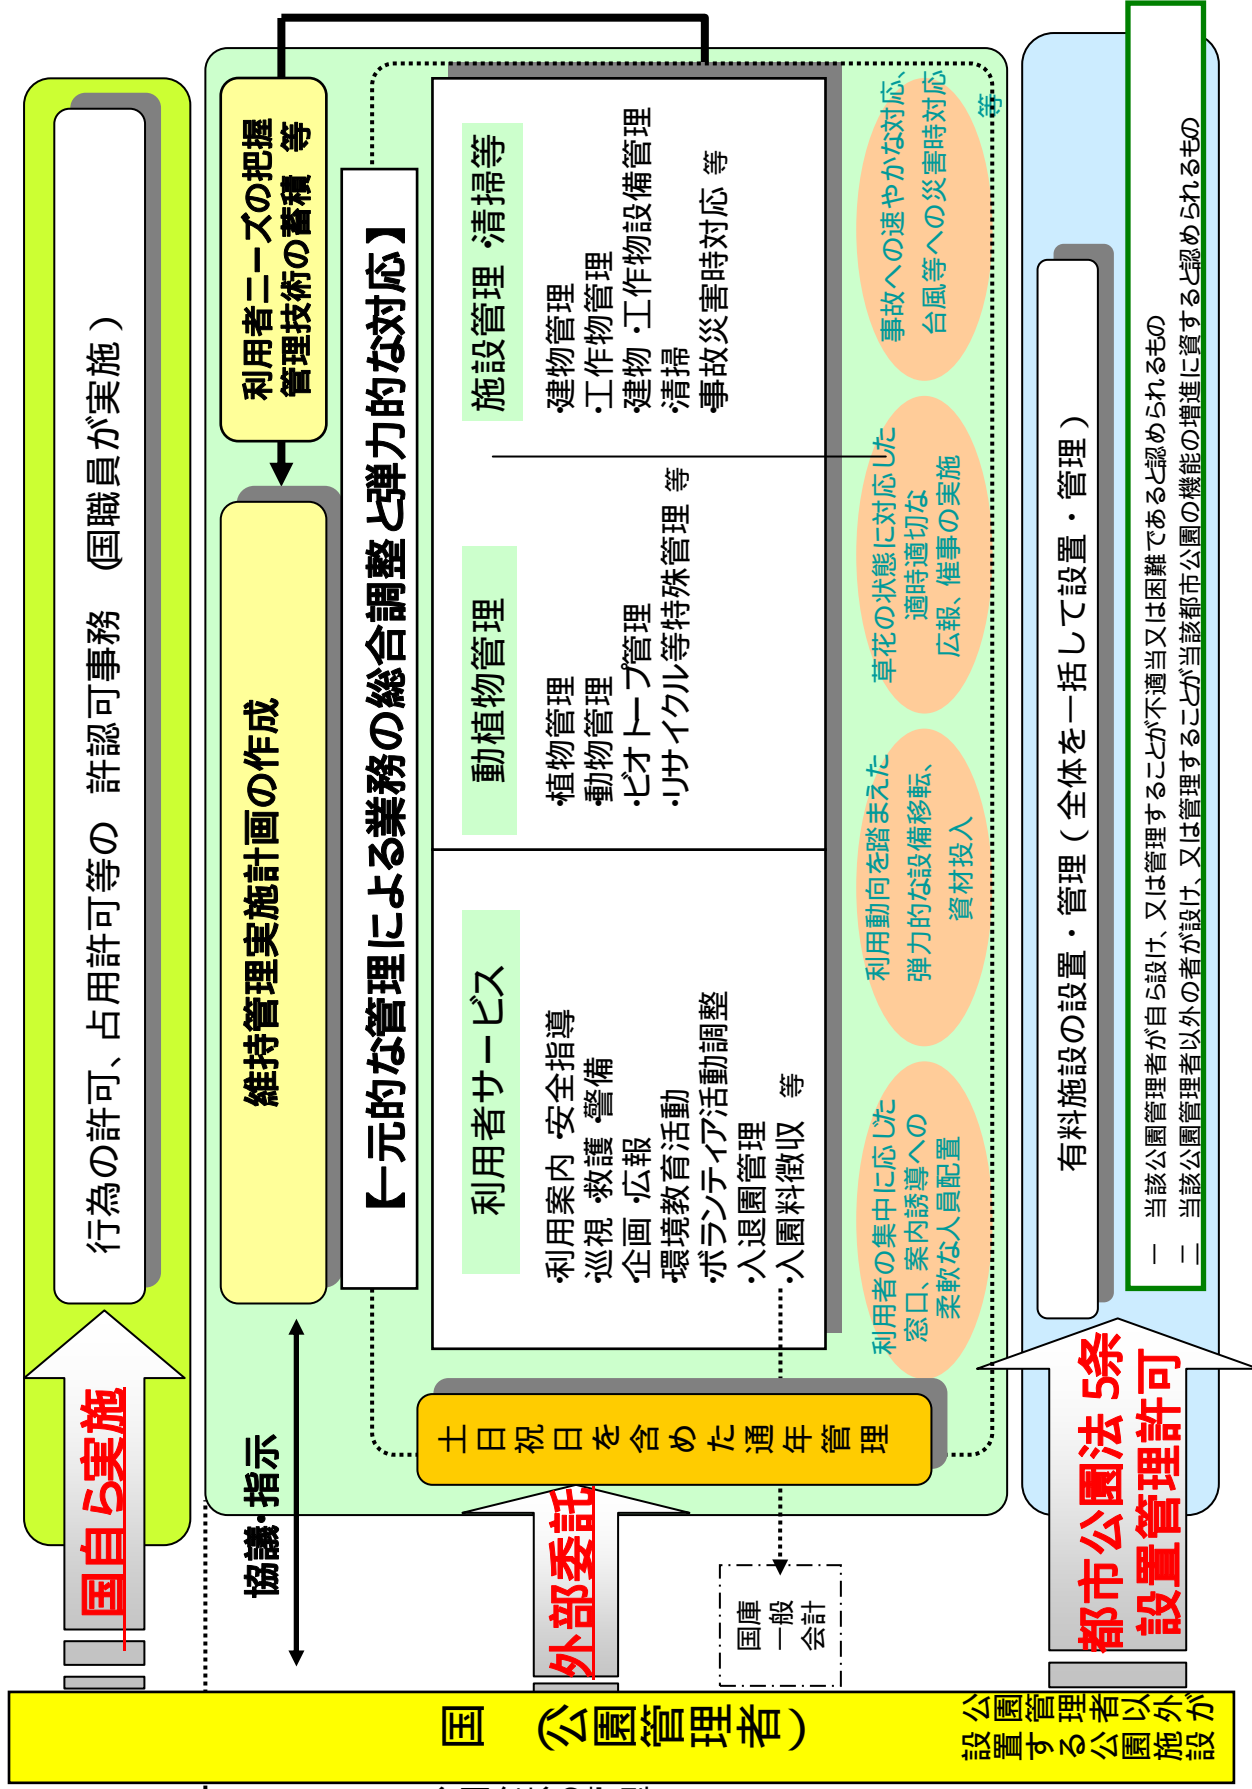 国　(公園管理者)
公園管理者以外が
設置する公園施設
国自ら実施
行為の許可、占用許可等の 許認可事務 (国職員が実施)
協議・指示
維持管理実施計画の作成
利用者ニーズの把握
管理技術の蓄積 等
【一元的な管理による業務の総合調整と弾力的な対応】
外部委託
土日祝日を含めた通年管理
利用者サービス
・利用案内・安全指導
・巡視・救護・警備
・企画・広報
・環境教育活動
・ボランティア活動調整
・入退園管理
・入園料徴収 等
動植物管理
・植物管理
・動物管理
・ビオトープ管理
・リサイクル等特殊管理 等
施設管理・清掃等
・建物管理
・工作物管理
・建物・工作物設備管理
・清掃
・事故災害時対応 等
利用者の集中に応じた
窓口、案内誘導への
柔軟な人員配置
利用動向を踏まえた
弾力的な設備移転、
資材投入
草花の状態に対応した
適時適切な
広報、催事の実施
事故への速やかな対応、
台風等への災害時対応
等
国庫
一般
会計
都市公園法5条
設置管理許可
有料施設の設置・管理(全体を一括して設置・管理)
一　当該公園管理者が自ら設け、又は管理することが不適当又は困難であると認められるもの
二　当該公園管理者以外の者が設け、又は管理することが当該都市公園の機能の増進に資すると認められるもの